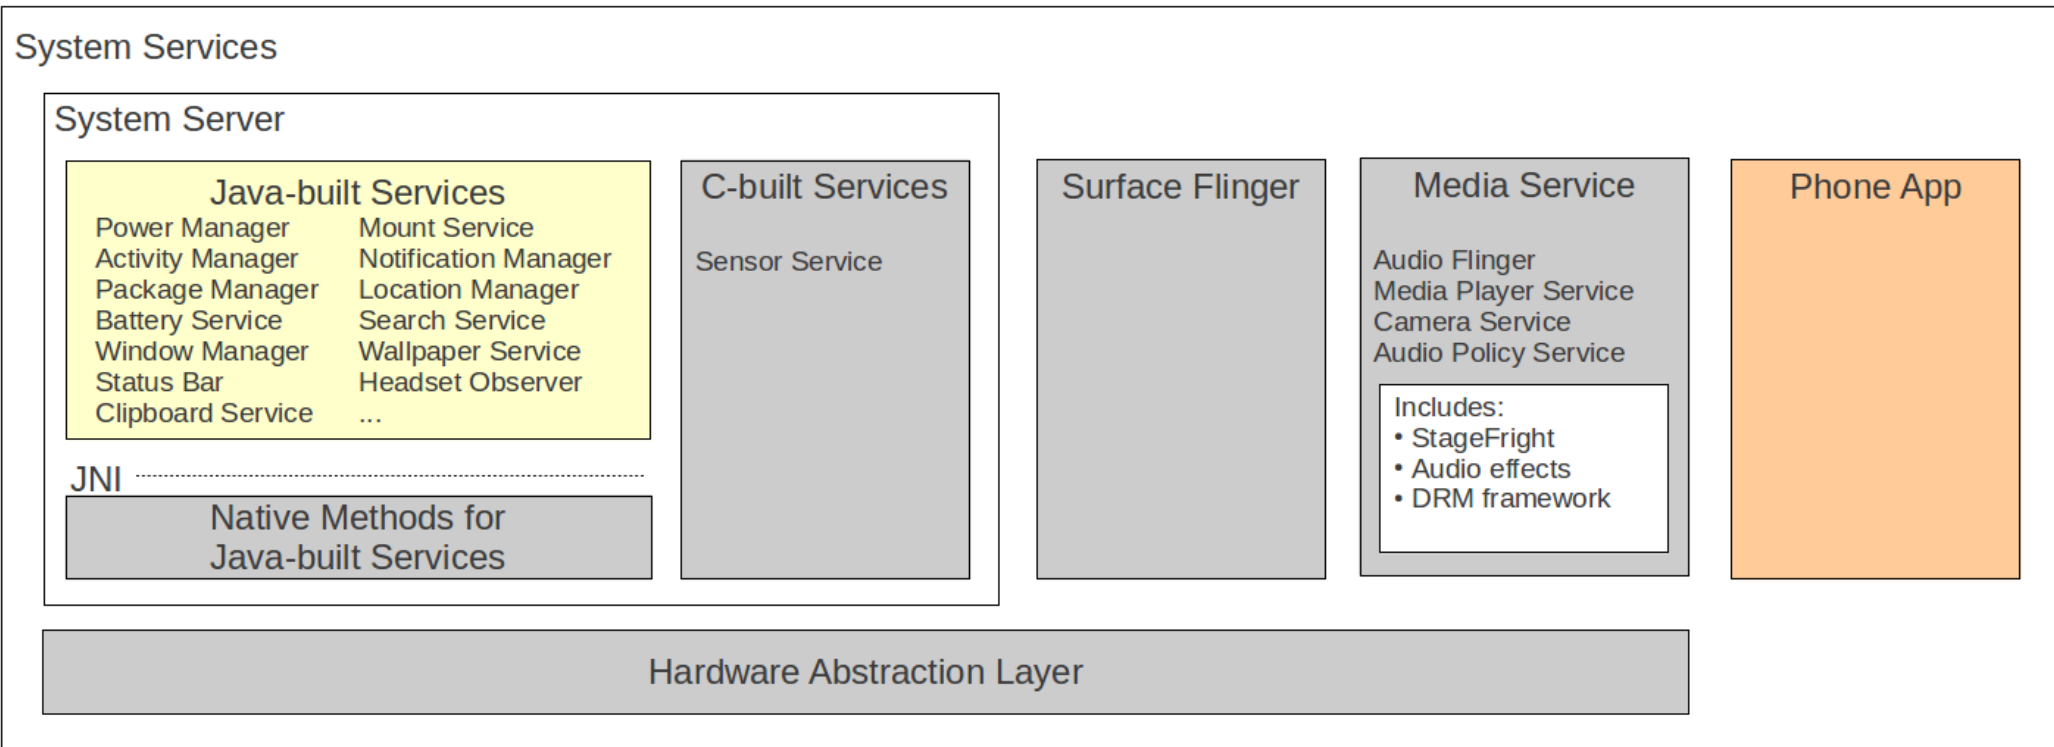 System Services
System Server
Java-built Services
Power Manager
Activity Manager
Package Manager
Battery Service
Window Manager
Status Bar
Clipboard Service
Mount Service
Notification Manager
Location Manager
Search Service
Wallpaper Service
Headset Observer
...
JNI
Native Methods for
Java-built Services
C-built Services
Sensor Service
Surface Flinger
Media Service
Audio Flinger
Media Player Service
Camera Service
Audio Policy Service
Includes:
• StageFright
• Audio effects
• DRM framework
Phone App
Hardware Abstraction Layer